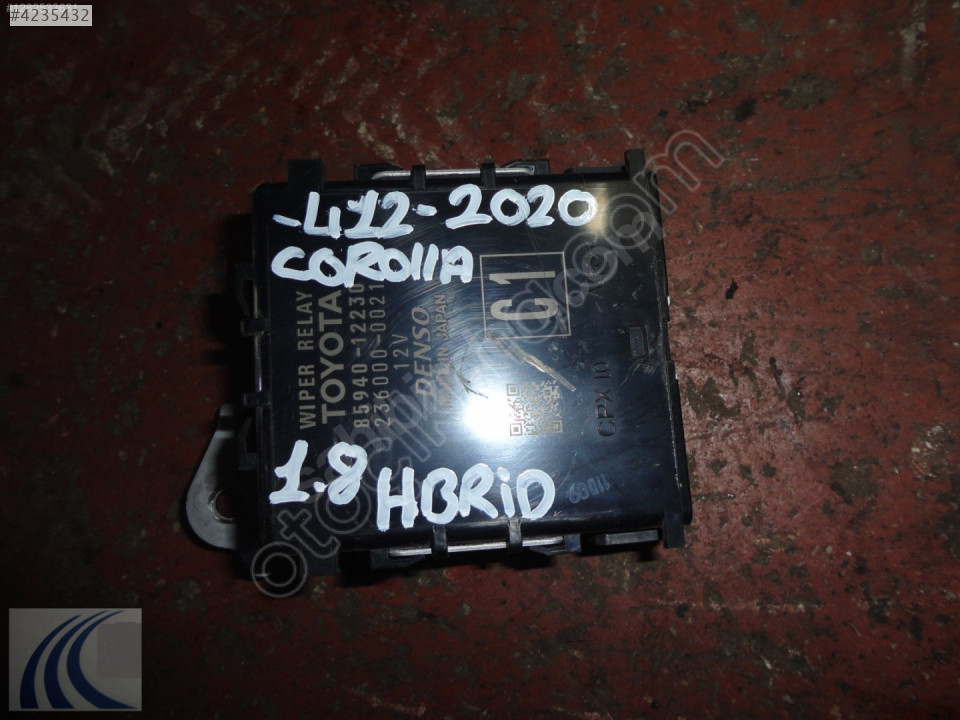 #4235432
-412-2020
COROllA
WIPER RELAY
TOYOTA
85940-12230
236000-0021
12V
DENSO
MADE IN JAPAN
C1
CPX 10
1.8 HBRiD